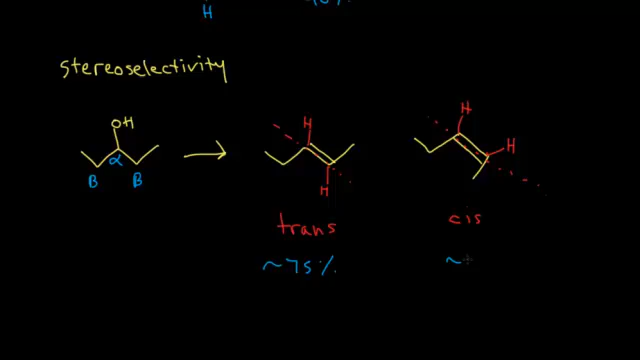 H
stereoselectivity
OH
α
B B
H
H
trans
~75%
H
H
cis
~